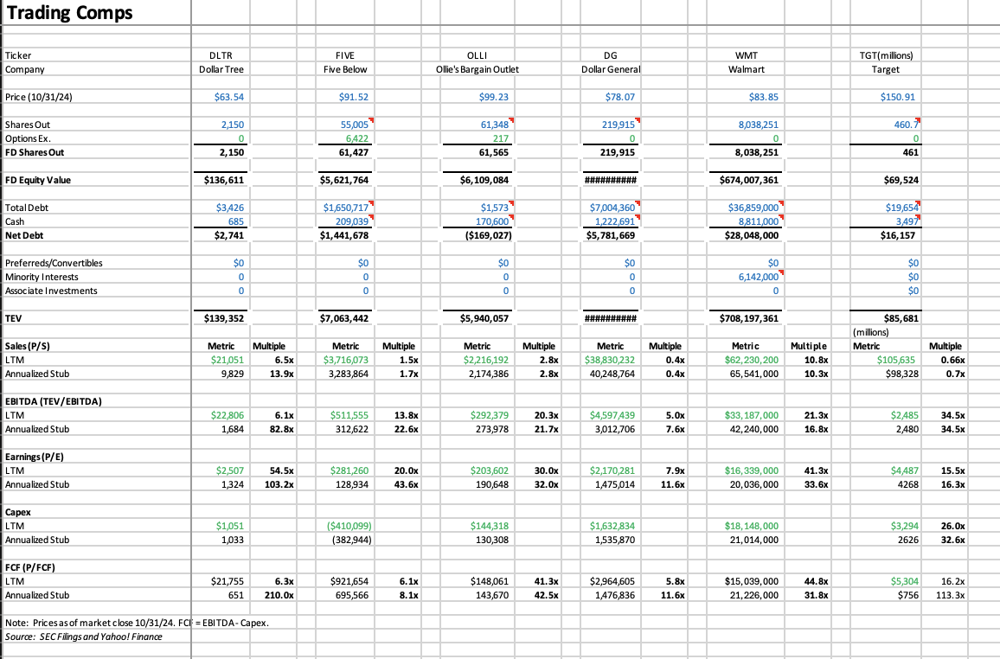 Trading Comps
Ticker DLTR FIVE OLLI DG WMT TGT(millions)
Company Dollar Tree Five Below Ollie's Bargain Outlet Dollar General Walmart Target
Price (10/31/24) $63.54 $91.52 $99.23 $78.07 $83.85 $150.91
Shares Out 2,150 55,005 61,348 219,915 8,038,251 460.7
Options Ex. 0 6,422 217 0 0 0
FD Shares Out 2,150 61,427 61,565 219,915 8,038,251 461
FD Equity Value $136,611 $5,621,764 $6,109,084 ########## $674,007,361 $69,524
Total Debt $3,426 $1,650,717 $1,573 $7,004,360 $36,859,000 $19,654
Cash 685 209,039 170,600 1,222,691 8,811,000 3,497
Net Debt $2,741 $1,441,678 ($169,027) $5,781,669 $28,048,000 $16,157
Preferreds/Convertibles $0 $0 $0 $0 $0 $0
Minority Interests 0 0 0 0 6,142,000 $0
Associate Investments 0 0 0 0 0 $0
TEV $139,352 $7,063,442 $5,940,057 ########## $708,197,361 $85,681
(millions)
Sales (P/S) Metric Multiple Metric Multiple Metric Multiple Metric Multiple Metric Multiple Metric Multiple
LTM $21,051 6.5x $3,716,073 1.5x $2,216,192 2.8x $38,830,232 0.4x $62,230,200 10.8x $105,635 0.66x
Annualized Stub 9,829 13.9x 3,283,864 1.7x 2,174,386 2.8x 40,248,764 0.4x 65,541,000 10.3x $98,328 0.7x
EBITDA (TEV/EBITDA)
LTM $22,806 6.1x $511,555 13.8x $292,379 20.3x $4,597,439 5.0x $33,187,000 21.3x $2,485 34.5x
Annualized Stub 1,684 82.8x 312,622 22.6x 273,978 21.7x 3,012,706 7.6x 42,240,000 16.8x 2,480 34.5x
Earnings (P/E)
LTM $2,507 54.5x $281,260 20.0x $203,602 30.0x $2,170,281 7.9x $16,339,000 41.3x $4,487 15.5x
Annualized Stub 1,324 103.2x 128,934 43.6x 190,648 32.0x 1,475,014 11.6x 20,036,000 33.6x 4268 16.3x
Capex
LTM $1,051 ($410,099) $144,318 $1,632,834 $18,148,000 $3,294 26.0x
Annualized Stub 1,033 (382,944) 130,308 1,535,870 21,014,000 2626 32.6x
FCF (P/FCF)
LTM $21,755 6.3x $921,654 6.1x $148,061 41.3x $2,964,605 5.8x $15,039,000 44.8x $5,304 16.2x
Annualized Stub 651 210.0x 695,566 8.1x 143,670 42.5x 1,476,836 11.6x 21,226,000 31.8x $756 113.3x
Note: Prices as of market close 10/31/24. FCF = EBITDA - Capex.
Source: SEC Filings and Yahoo! Finance